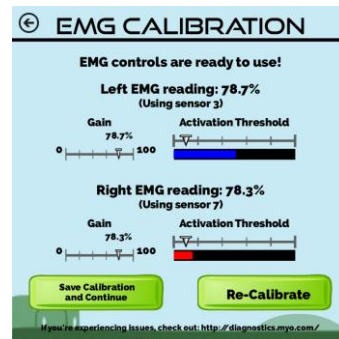 EMG CALIBRATION
EMG controls are ready to use!
Left EMG reading: 78.7%
(Using sensor 3)
Gain Activation Threshold
78.7%
0 100
Right EMG reading: 78.3%
(Using sensor 7)
Gain Activation Threshold
78.3%
0 100
Save Calibration
and Continue
Re-Calibrate
If you're experiencing issues, check out: http://diagnostics.myo.com/